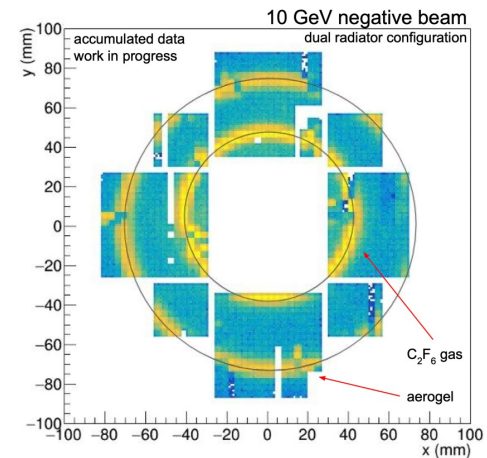 10 GeV negative beam
accumulated data
dual radiator configuration
work in progress
y (mm)
100
80
60
40
20
0
−20
−40
−60
−80
−100
C2F6 gas
aerogel
−100 −80 −60 −40 −20 0 20 40 60 80 100
x (mm)